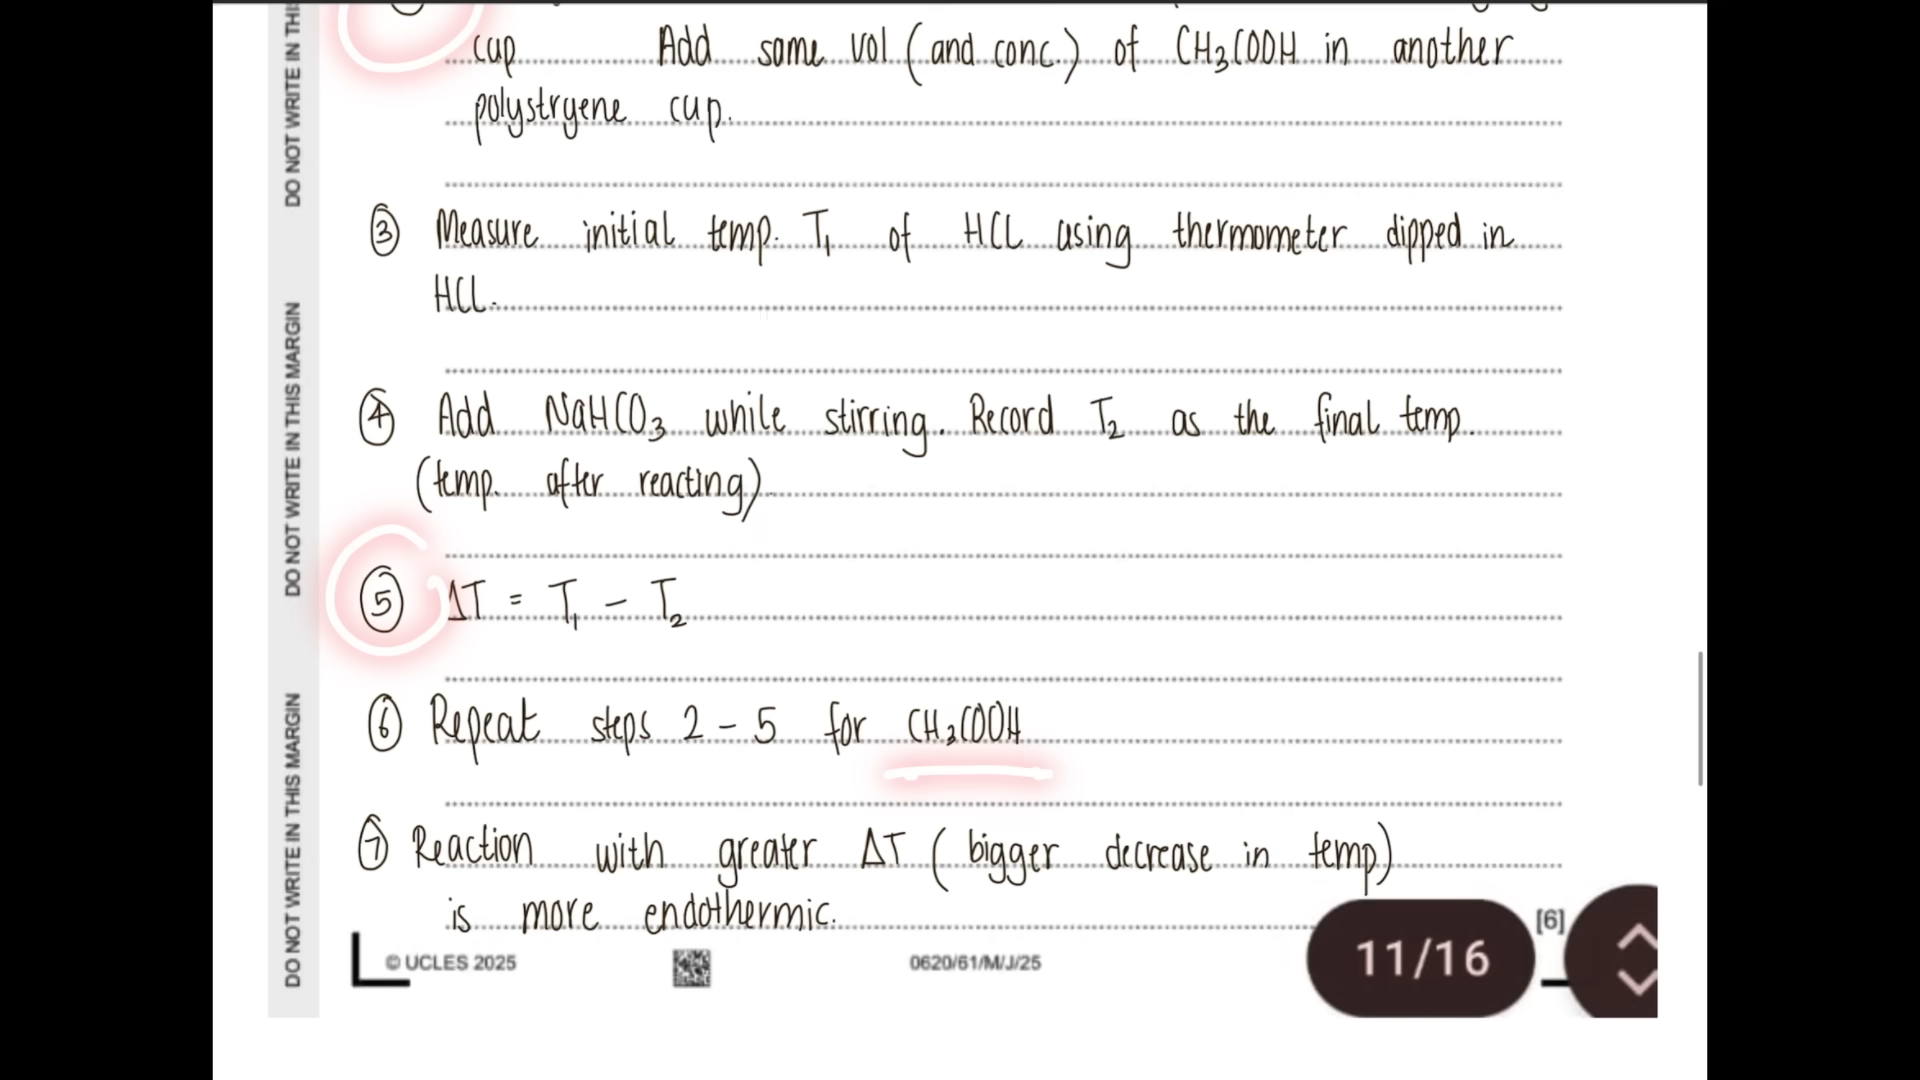 cup Add same vol (and conc.) of CH3COOH in another
polystryene cup.
③ Measure initial temp. T1 of HCL using thermometer dipped in
HCL.
④ Add NaHCO3 while stirring. Record T2 as the final temp.
(temp. after reacting)
⑤ ΔT = T1 - T2
⑥ Repeat steps 2 - 5 for CH3COOH
⑦ Reaction with greater ΔT (bigger decrease in temp)
is more endothermic.
[6]
© UCLES 2025
0620/61/M/J/25
11/16
DO NOT WRITE IN THIS
DO NOT WRITE IN THIS MARGIN
DO NOT WRITE IN THIS MARGIN